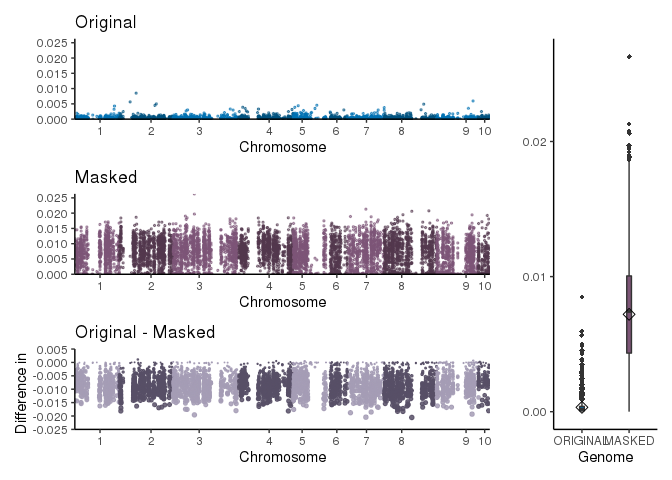 Original
0.025
0.020
0.015
0.010
0.005
0.000
1 2 3 4 5 6 7 8 9 10
Chromosome
Masked
0.025
0.020
0.015
0.010
0.005
0.000
1 2 3 4 5 6 7 8 9 10
Chromosome
Original - Masked
Difference in
0.005
0.000
-0.005
-0.010
-0.015
-0.020
-0.025
1 2 3 4 5 6 7 8 9 10
Chromosome
0.02
0.01
0.00
ORIGINAL MASKED
Genome